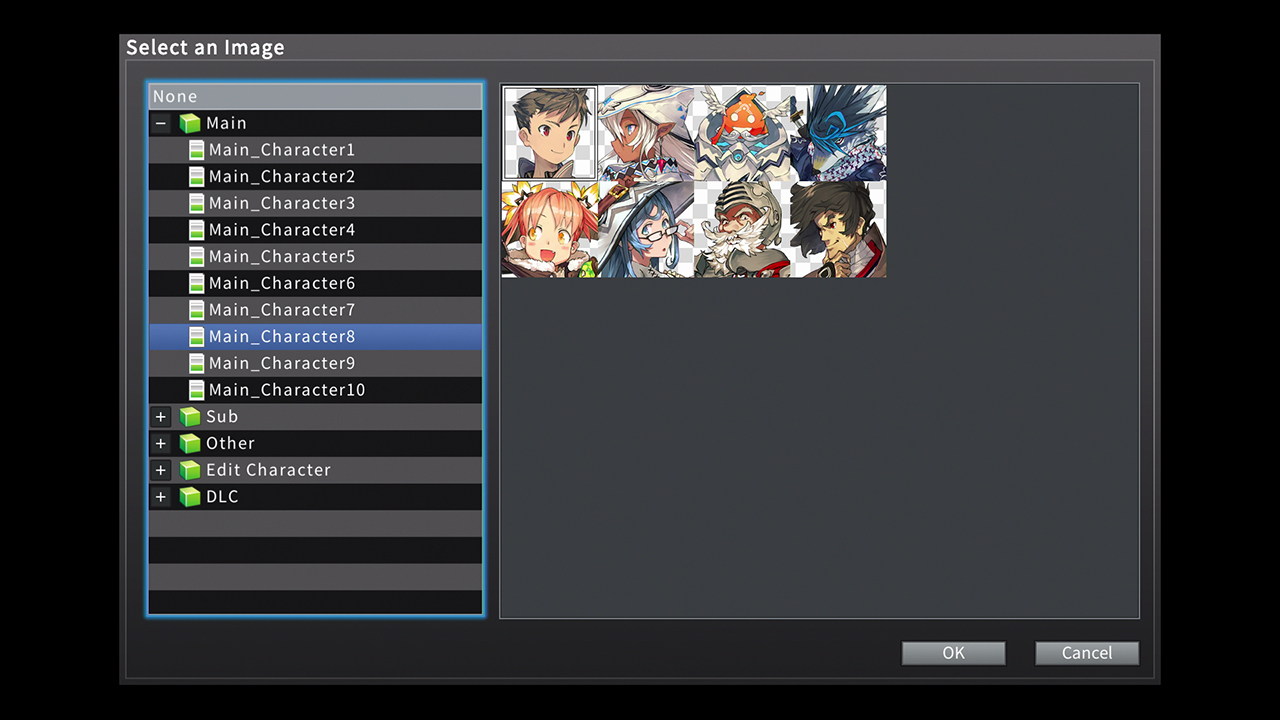 Select an Image
None
Main
Main_Character1
Main_Character2
Main_Character3
Main_Character4
Main_Character5
Main_Character6
Main_Character7
Main_Character8
Main_Character9
Main_Character10
Sub
Other
Edit Character
DLC
OK
Cancel